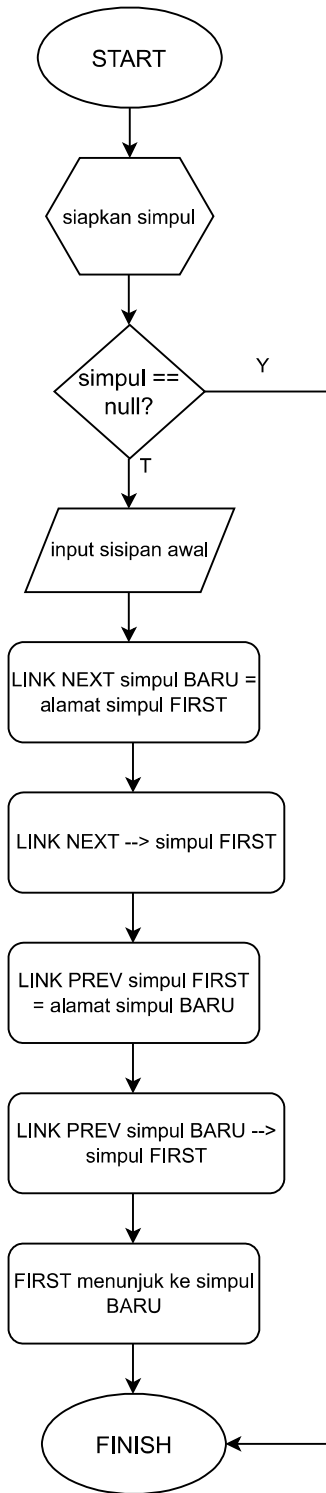 START
siapkan simpul
simpul ==
null?
Y
T
input sisipan awal
LINK NEXT simpul BARU =
alamat simpul FIRST
LINK NEXT --> simpul FIRST
LINK PREV simpul FIRST
= alamat simpul BARU
LINK PREV simpul BARU -->
simpul FIRST
FIRST menunjuk ke simpul
BARU
FINISH